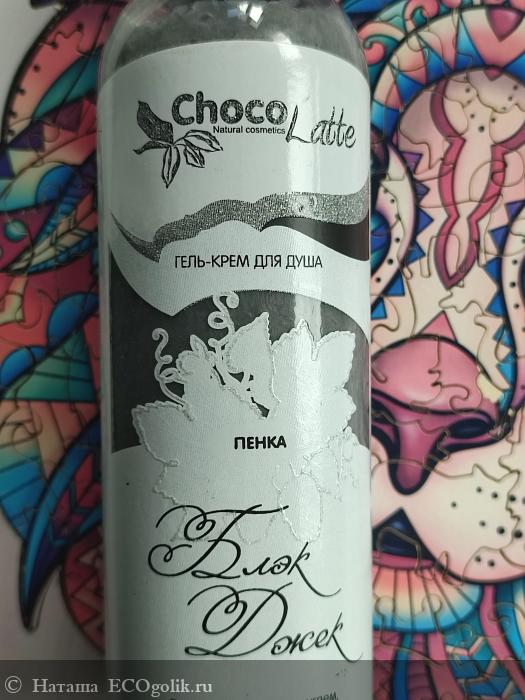 Choco Latte
Natural cosmetics
ГЕЛЬ-КРЕМ ДЛЯ ДУША
ПЕНКА
Блэк
Джек
© Наташа ECOgolik.ru